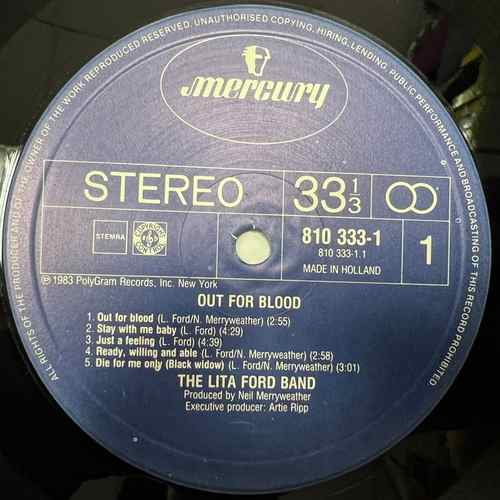 ALL RIGHTS OF THE PRODUCER AND OF THE OWNER OF THE WORK REPRODUCED RESERVED. UNAUTHORISED COPYING, HIRING, LENDING, PUBLIC PERFORMANCE AND BROADCASTING OF THIS RECORD PROHIBITED
mercury
STEREO 33 1/3
STEMRA
COPYRIGHT CONTROL
810 333-1
810 333-1.1
MADE IN HOLLAND
1
℗ 1983 PolyGram Records, Inc. New York
OUT FOR BLOOD
1. Out for blood (L. Ford/N. Merryweather) (2:55)
2. Stay with me baby (L. Ford) (4:29)
3. Just a feeling (L. Ford) (4:39)
4. Ready, willing and able (L. Ford/N. Merryweather) (2:58)
5. Die for me only (Black widow) (L. Ford/N. Merryweather) (3:01)
THE LITA FORD BAND
Produced by Neil Merryweather
Executive producer: Artie Ripp